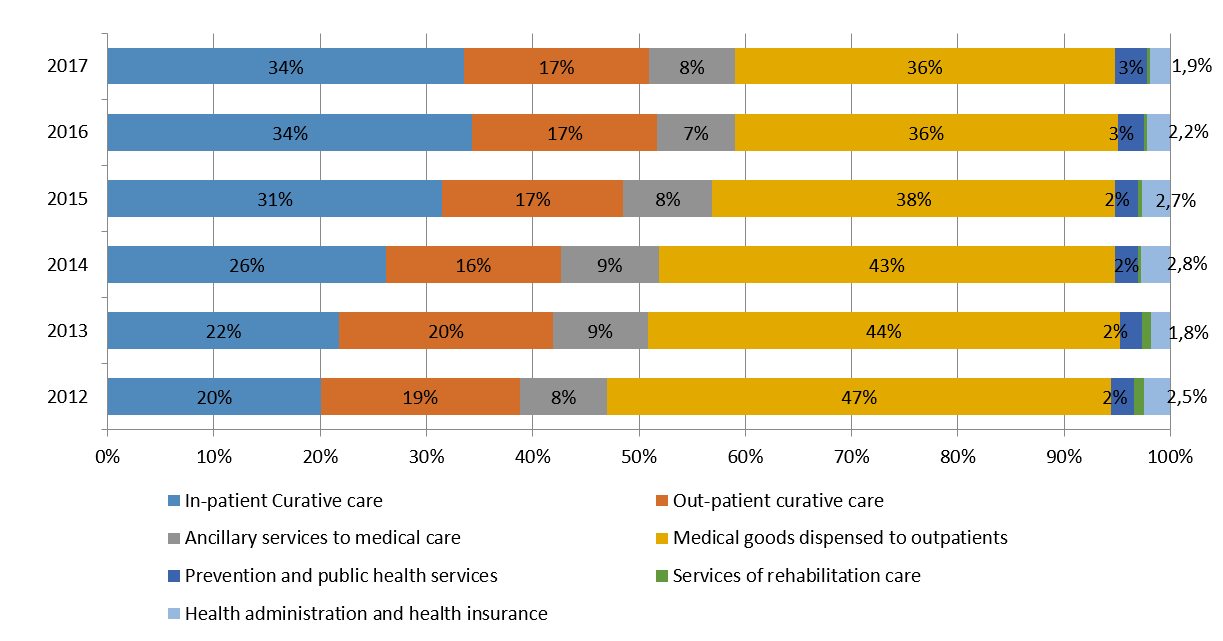 2017 34% 17% 8% 36% 3% 1,9%
2016 34% 17% 7% 36% 3% 2,2%
2015 31% 17% 8% 38% 2% 2,7%
2014 26% 16% 9% 43% 2% 2,8%
2013 22% 20% 9% 44% 2% 1,8%
2012 20% 19% 8% 47% 2% 2,5%
0% 10% 20% 30% 40% 50% 60% 70% 80% 90% 100%
In-patient Curative care Out-patient curative care
Ancillary services to medical care Medical goods dispensed to outpatients
Prevention and public health services Services of rehabilitation care
Health administration and health insurance